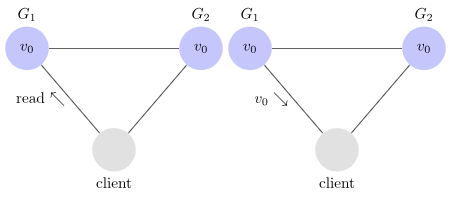 G₁ G₂ G₁ G₂
v₀ v₀ v₀ v₀
read v₀
client client